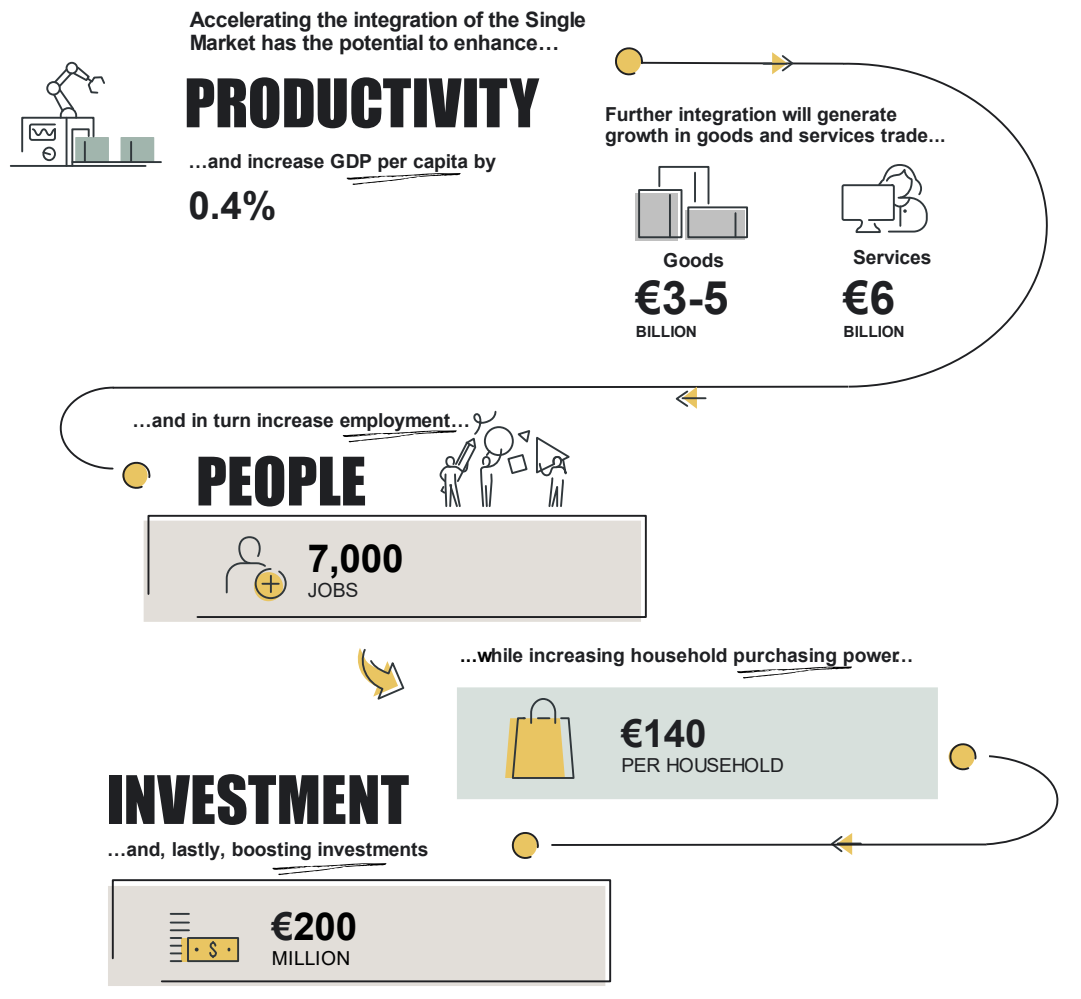 Accelerating the integration of the Single
Market has the potential to enhance…
PRODUCTIVITY
…and increase GDP per capita by
0.4%
Further integration will generate
growth in goods and services trade…
Goods
€3-5
BILLION
Services
€6
BILLION
…and in turn increase employment…
PEOPLE
7,000
JOBS
…while increasing household purchasing power…
€140
PER HOUSEHOLD
INVESTMENT
…and, lastly, boosting investments
$
€200
MILLION